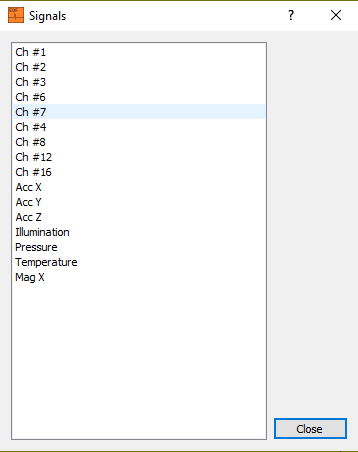 Signals
?
Ch #1
Ch #2
Ch #3
Ch #6
Ch #7
Ch #4
Ch #8
Ch #12
Ch #16
Acc X
Acc Y
Acc Z
Illumination
Pressure
Temperature
Mag X
Close